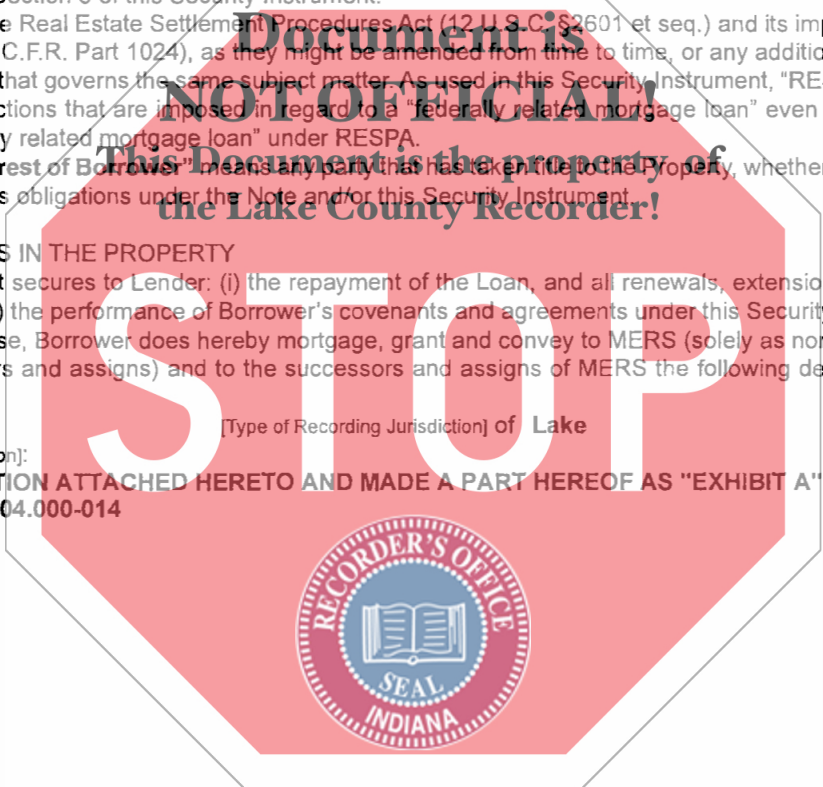 ection 6 of this Security Instrument.
e Real Estate Settlement Procedures Act (12 U.S.C. §2601 et seq.) and its im
C.F.R. Part 1024), as they might be amended from time to time, or any additio
that governs the same subject matter. As used in this Security Instrument, “RE
ctions that are imposed in regard to a “federally related mortgage loan” even
y related mortgage loan” under RESPA.
rest of Borrower” means any party that has taken title to the Property, whether
s obligations under the Note and/or this Security Instrument.
Document is
NOT OFFICIAL!
This Document is the property of
the Lake County Recorder!
S IN THE PROPERTY
t secures to Lender: (i) the repayment of the Loan, and all renewals, extensio
) the performance of Borrower's covenants and agreements under this Security
se, Borrower does hereby mortgage, grant and convey to MERS (solely as no
s and assigns) and to the successors and assigns of MERS the following de
STOP
[Type of Recording Jurisdiction] of Lake
on]:
TION ATTACHED HERETO AND MADE A PART HEREOF AS "EXHIBIT A"
04.000-014
RECORDER'S OFFICE
SEAL
INDIANA